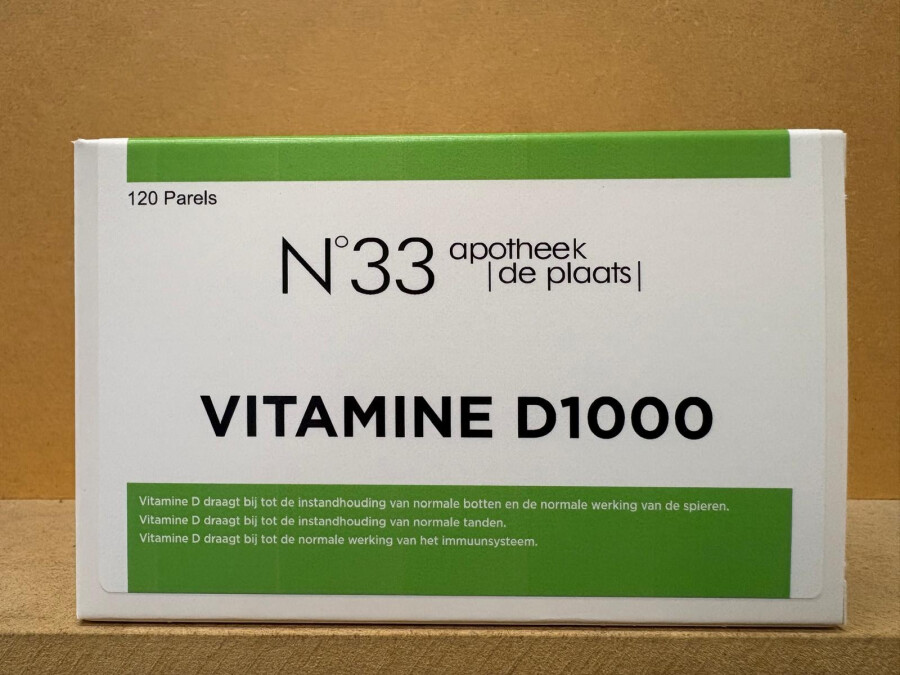 120 Parels
N°33 apotheek
|de plaats|
VITAMINE D1000
Vitamine D draagt bij tot de instandhouding van normale botten en de normale werking van de spieren.
Vitamine D draagt bij tot de instandhouding van normale tanden.
Vitamine D draagt bij tot de normale werking van het immuunsysteem.